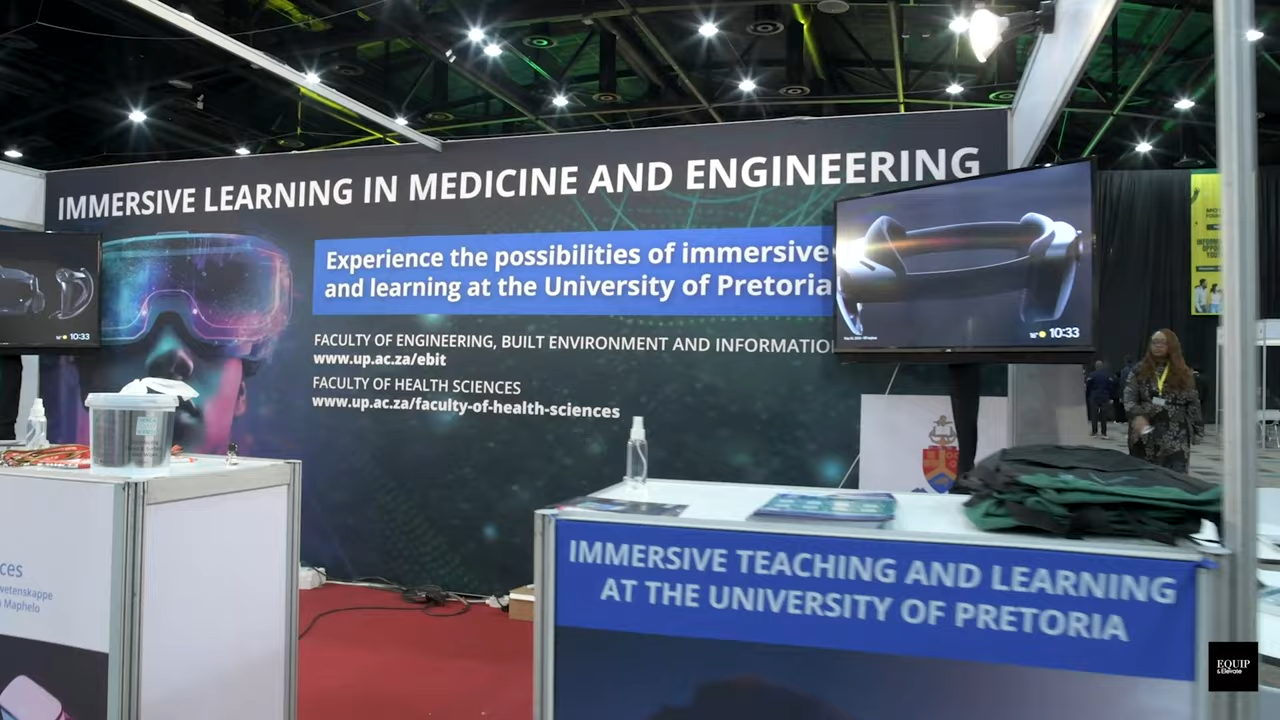 IMMERSIVE LEARNING IN MEDICINE AND ENGINEERING
Experience the possibilities of immersive
and learning at the University of Pretoria
FACULTY OF ENGINEERING, BUILT ENVIRONMENT AND INFORMATIO
www.up.ac.za/ebit
FACULTY OF HEALTH SCIENCES
www.up.ac.za/faculty-of-health-sciences
10:33
10:33
ces
wetenskappe
Maphelo
IMMERSIVE TEACHING AND LEARNING
AT THE UNIVERSITY OF PRETORIA
EQUIP
& Elevate